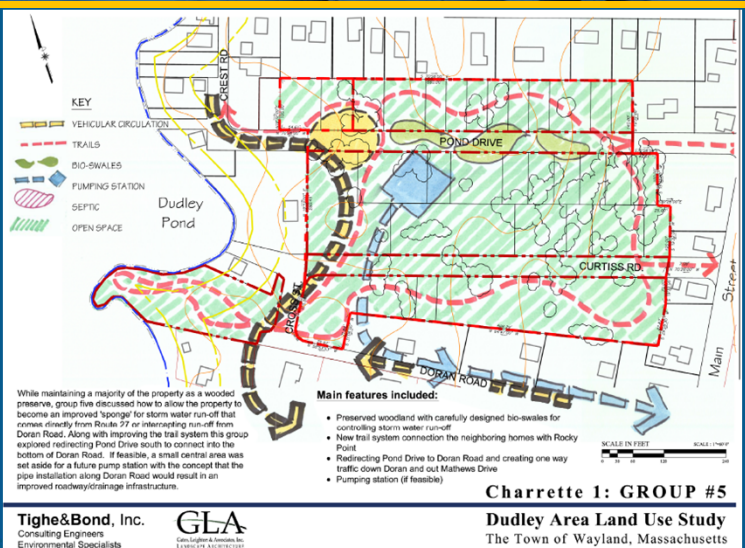 CREST RD
KEY
VEHICULAR CIRCULATION
TRAILS
BIO-SWALES
PUMPING STATION
SEPTIC
OPEN SPACE
Dudley
Pond
POND DRIVE
CURTISS RD.
CROSS ST.
DORAN ROAD
Main Street
While maintaining a majority of the property as a wooded
preserve, group five discussed how to allow the property to
become an improved 'sponge' for storm water run-off that
comes directly from Route 27 or intercepting run-off from
Doran Road. Along with improving the trail system this group
explored redirecting Pond Drive south to connect into the
bottom of Doran Road. If feasible, a small central area was
set aside for a future pump station with the concept that the
pipe installation along Doran Road would result in an
improved roadway/drainage infrastructure.
Main features included:
• Preserved woodland with carefully designed bio-swales for
controlling storm water run-off
• New trail system connection the neighboring homes with Rocky
Point
• Redirecting Pond Drive to Doran Road and creating one way
traffic down Doran and out Mathews Drive
• Pumping station (if feasible)
SCALE IN FEET
Charrette 1: GROUP #5
Tighe&Bond, Inc.
Consulting Engineers
Environmental Specialists
GLA
Gates, Leighton & Associates, Inc.
LANDSCAPE ARCHITECTURE
Dudley Area Land Use Study
The Town of Wayland, Massachusetts